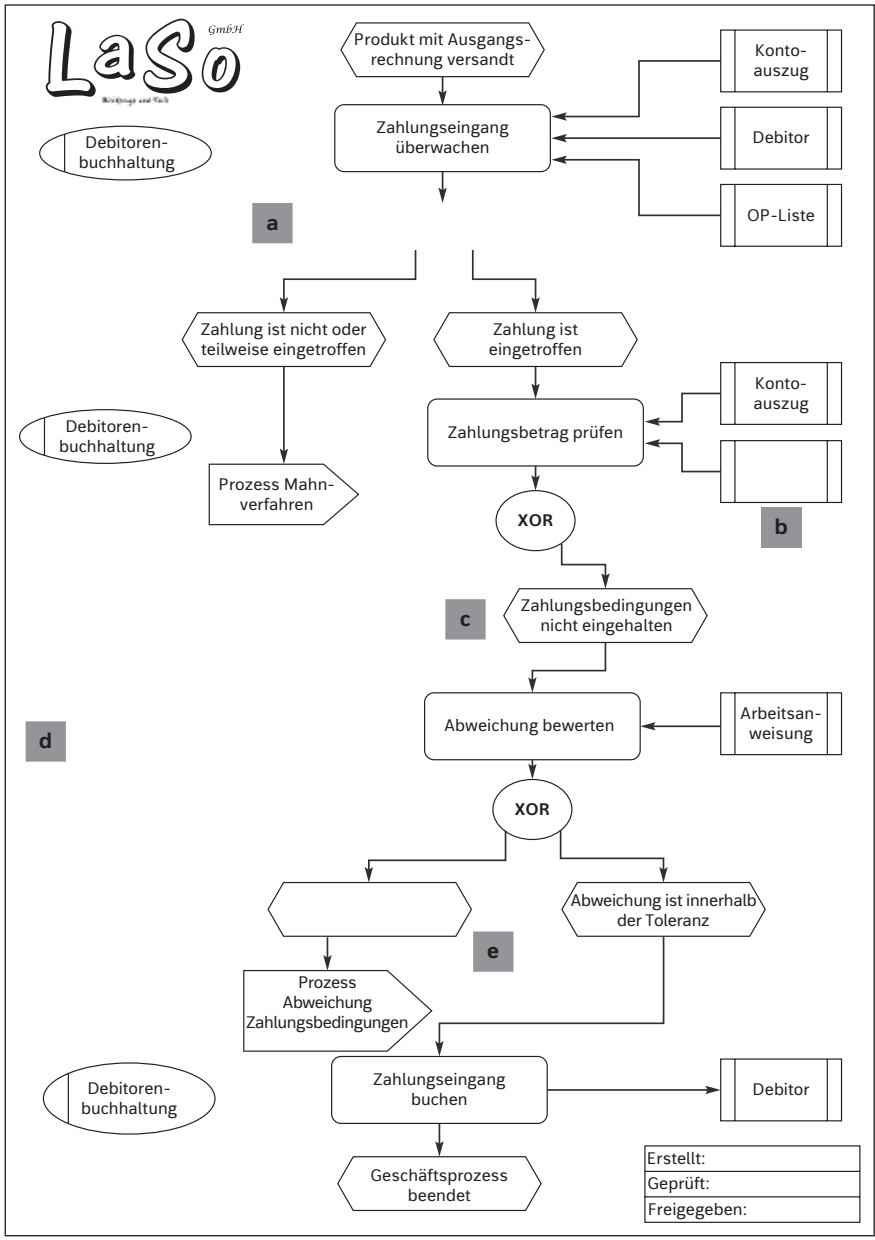 LaSo
GmbH
Produkt mit Ausgangs-
rechnung versandt
Konto-
auszug
Zahlungseingang
überwachen
Debitor
Debitoren-
buchhaltung
OP-Liste
a
Zahlung ist nicht oder
teilweise eingetroffen
Zahlung ist
eingetroffen
Konto-
auszug
Debitoren-
buchhaltung
Zahlungsbetrag prüfen
Prozess Mahn-
verfahren
XOR
b
c
Zahlungsbedingungen
nicht eingehalten
d
Abweichung bewerten
Arbeitsan-
weisung
XOR
Abweichung ist innerhalb
der Toleranz
e
Prozess
Abweichung
Zahlungsbedingungen
Debitoren-
buchhaltung
Zahlungseingang
buchen
Debitor
Geschäftsprozess
beendet
Erstellt:
Geprüft:
Freigegeben: